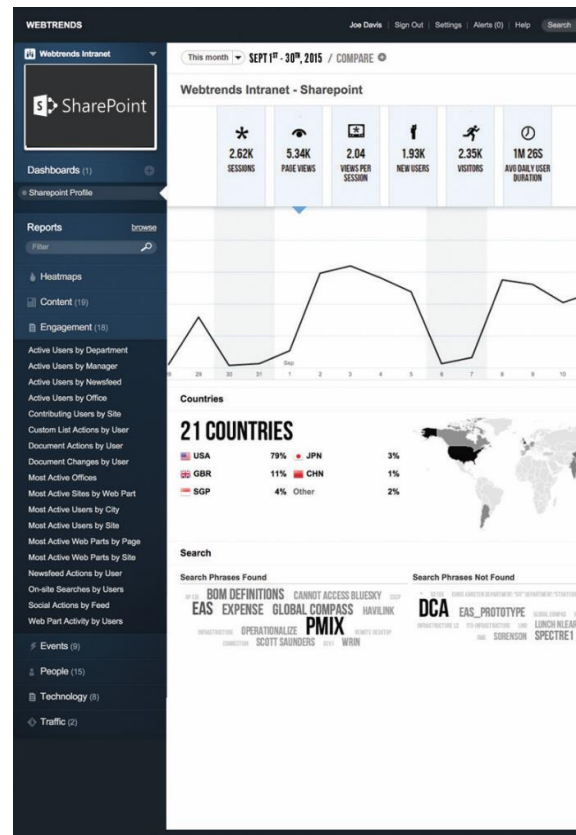 WEBTRENDS
Joe Davis | Sign Out | Settings | Alerts (0) | Help Search
Webtrends Intranet
SharePoint
Dashboards (1)
Sharepoint Profile
Reports browse
Filter
Heatmaps
Content (19)
Engagement (18)
Active Users by Department
Active Users by Manager
Active Users by Newsfeed
Active Users by Office
Contributing Users by Site
Custom List Actions by User
Document Actions by User
Document Changes by User
Most Active Offices
Most Active Sites by Web Part
Most Active Users by City
Most Active Users by Site
Most Active Web Parts by Page
Most Active Web Parts by Site
Newsfeed Actions by User
On-site Searches by Users
Social Actions by Feed
Web Part Activity by Users
Events (9)
People (15)
Technology (8)
Traffic (2)
This month SEPT 1ST - 30TH, 2015 / COMPARE
Webtrends Intranet - Sharepoint
2.62K 5.34K 2.04 1.93K 2.35K 1M 26S
SESSIONS PAGE VIEWS VIEWS PER SESSION NEW USERS VISITORS AVG DAILY USER DURATION
Sep
29 30 31 1 2 3 4 5 6 7 8 9 10
Countries
21 COUNTRIES
USA 79% JPN 3%
GBR 11% CHN 1%
SGP 4% Other 2%
Search
Search Phrases Found
BOM DEFINITIONS CANNOT ACCESS BLUESKY
EAS EXPENSE GLOBAL COMPASS HAVILINK
INFRASTRUCTURE OPERATIONALIZE PMIX REMOTE DESKTOP
CONNECTION SCOTT SAUNDERS WRIN
Search Phrases Not Found
DCA EAS_PROTOTYPE GLOBAL COMPASS
LUNCH NLEAR
SORENSON SPECTRE1